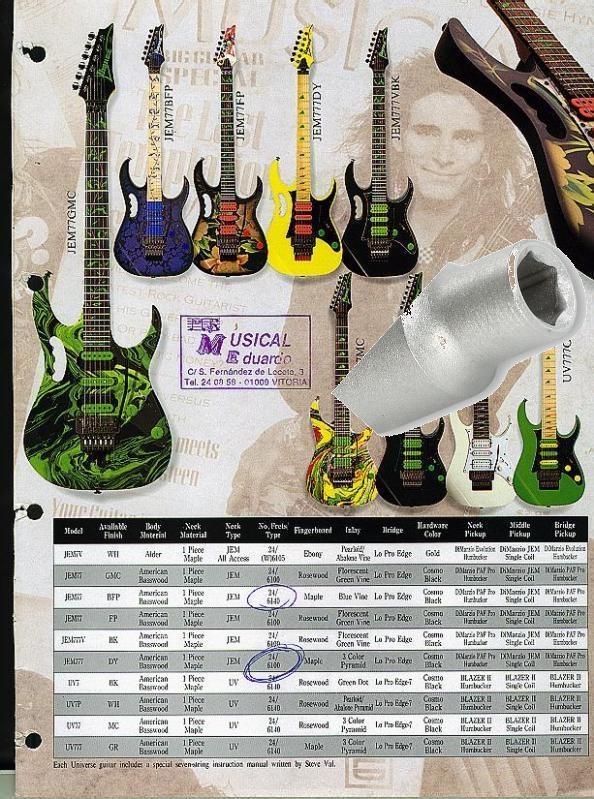 MUSICA
BIG GUITAR
SPECIAL
JEM77GMC
JEM77BFP
JEM77FP
JEM777DY
JEM777VBK
MC
UV777G
MUSICAL
Eduardo
C/ S. Fernández de Leceta, 3
Tel. 24 08 58 - 01009 VITORIA
VERSUS
meets
Model Available Finish Body Material Neck Material Neck Type No. Frets/ Type Fingerboard Inlay Bridge Hardware Color Neck Pickup Middle Pickup Bridge Pickup
JEM7V WH Alder 1 Piece Maple JEM All Access 24/ (W)6105 Ebony Pearloid/ Abalone Vine Lo Pro Edge Gold DiMarzio Evolution Humbucker DiMarzio JEM Single Coil DiMarzio Evolution Humbucker
JEM77 GMC American Basswood 1 Piece Maple JEM 24/ 6100 Rosewood Florescent Green Vine Lo Pro Edge Cosmo Black DiMarzio PAF Pro Humbucker DiMarzio JEM Single Coil DiMarzio PAF Pro Humbucker
JEM77 BFP American Basswood 1 Piece Maple JEM 24/ 6140 Maple Blue Vine Lo Pro Edge Cosmo Black DiMarzio PAF Pro Humbucker DiMarzio JEM Single Coil DiMarzio PAF Pro Humbucker
JEM77 FP American Basswood 1 Piece Maple JEM 24/ 6100 Rosewood Florescent Green Vine Lo Pro Edge Cosmo Black DiMarzio PAF Pro Humbucker DiMarzio JEM Single Coil DiMarzio PAF Pro Humbucker
JEM777V BK American Basswood 1 Piece Maple JEM 24/ 6100 Rosewood Florescent Green Vine Lo Pro Edge Cosmo Black DiMarzio PAF Pro Humbucker DiMarzio JEM Single Coil DiMarzio PAF Pro Humbucker
JEM777 DY American Basswood 1 Piece Maple JEM 24/ 6100 Maple 3 Color Pyramid Lo Pro Edge Cosmo Black DiMarzio PAF Pro Humbucker DiMarzio JEM Single Coil DiMarzio PAF Pro Humbucker
UV7 BK American Basswood 1 Piece Maple UV 24/ 6140 Rosewood Green Dot Lo Pro Edge-7 Cosmo Black BLAZER II Humbucker BLAZER II Single Coil BLAZER II Humbucker
UV7P WH American Basswood 1 Piece Maple UV 24/ 6140 Rosewood Pearloid/ Abalone Pyramid Lo Pro Edge-7 Cosmo Black BLAZER II Humbucker BLAZER II Single Coil BLAZER II Humbucker
UV77 MC American Basswood 1 Piece Maple UV 24/ 6140 Rosewood 3 Color Pyramid Lo Pro Edge-7 Cosmo Black BLAZER II Humbucker BLAZER II Single Coil BLAZER II Humbucker
UV777 GR American Basswood 1 Piece Maple UV 24/ 6140 Maple 3 Color Pyramid Lo Pro Edge-7 Cosmo Black BLAZER II Humbucker BLAZER II Single Coil BLAZER II Humbucker
Each Universe guitar includes a special seven-string instruction manual written by Steve Vai.